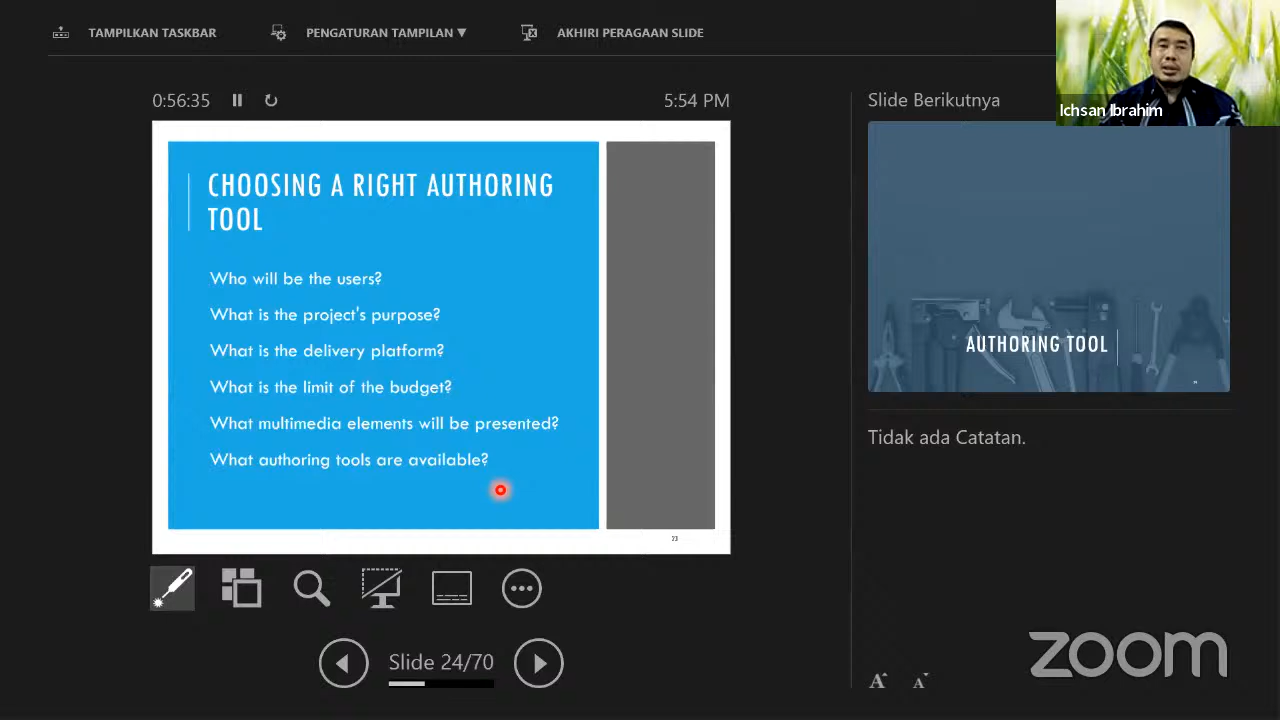 TAMPILKAN TASKBAR
PENGATURAN TAMPILAN ▼
AKHIRI PERAGAAN SLIDE
0:56:35
5:54 PM
Slide Berikutnya
Ichsan Ibrahim
CHOOSING A RIGHT AUTHORING
TOOL
Who will be the users?
What is the project's purpose?
What is the delivery platform?
What is the limit of the budget?
What multimedia elements will be presented?
What authoring tools are available?
23
AUTHORING TOOL
Tidak ada Catatan.
Slide 24/70
A A
zoom